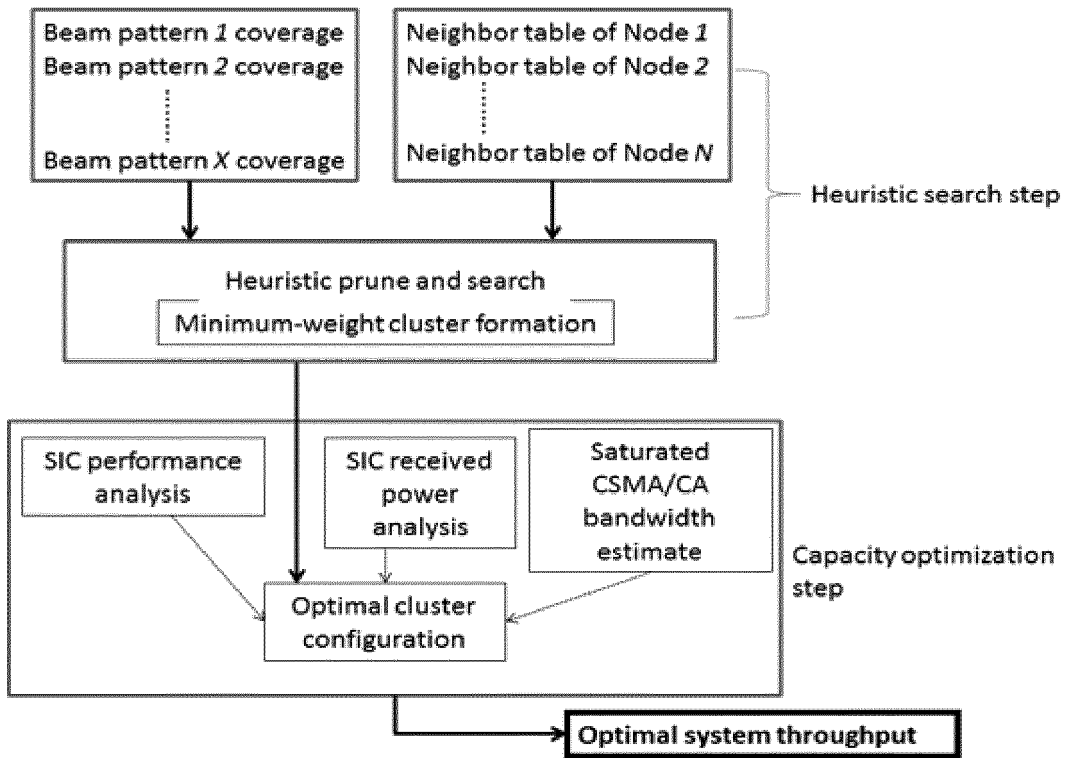 Beam pattern 1 coverage
Beam pattern 2 coverage
Beam pattern X coverage
Neighbor table of Node 1
Neighbor table of Node 2
Neighbor table of Node N
Heuristic search step
Heuristic prune and search
Minimum-weight cluster formation
SIC performance
analysis
SIC received
power
analysis
Saturated
CSMA/CA
bandwidth
estimate
Capacity optimization
step
Optimal cluster
configuration
Optimal system throughput